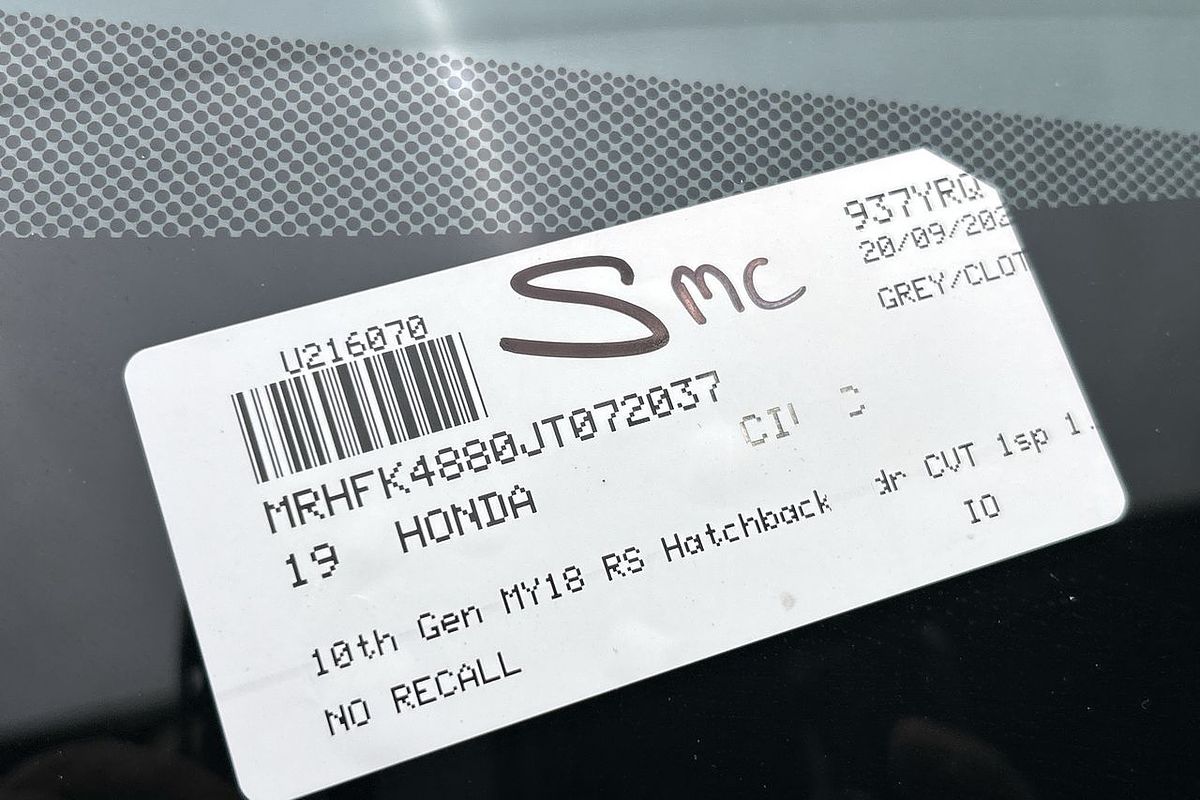 937YRQ
20/09/202
GREY/CLOT
Smc
U216070
MRHFK4880JT072037
19 HONDA
10th Gen MY18 RS Hatchback CVT 1sp 1.
IO
NO RECALL